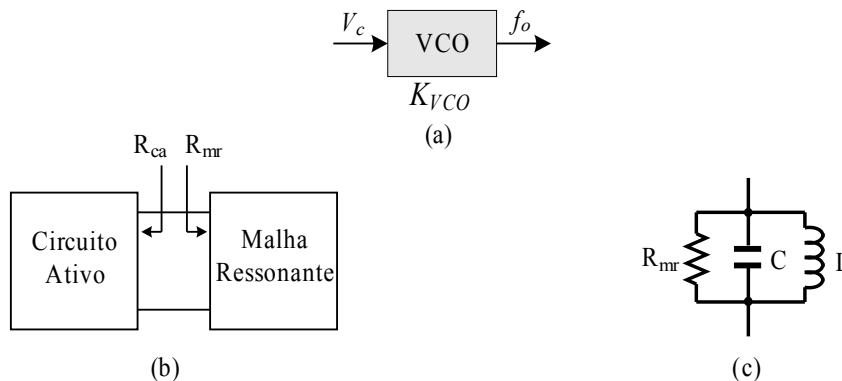 V_c VCO f_o
K_VCO
(a)
R_ca R_mr
Circuito
Ativo
Malha
Ressonante
(b)
R_mr C
(c)